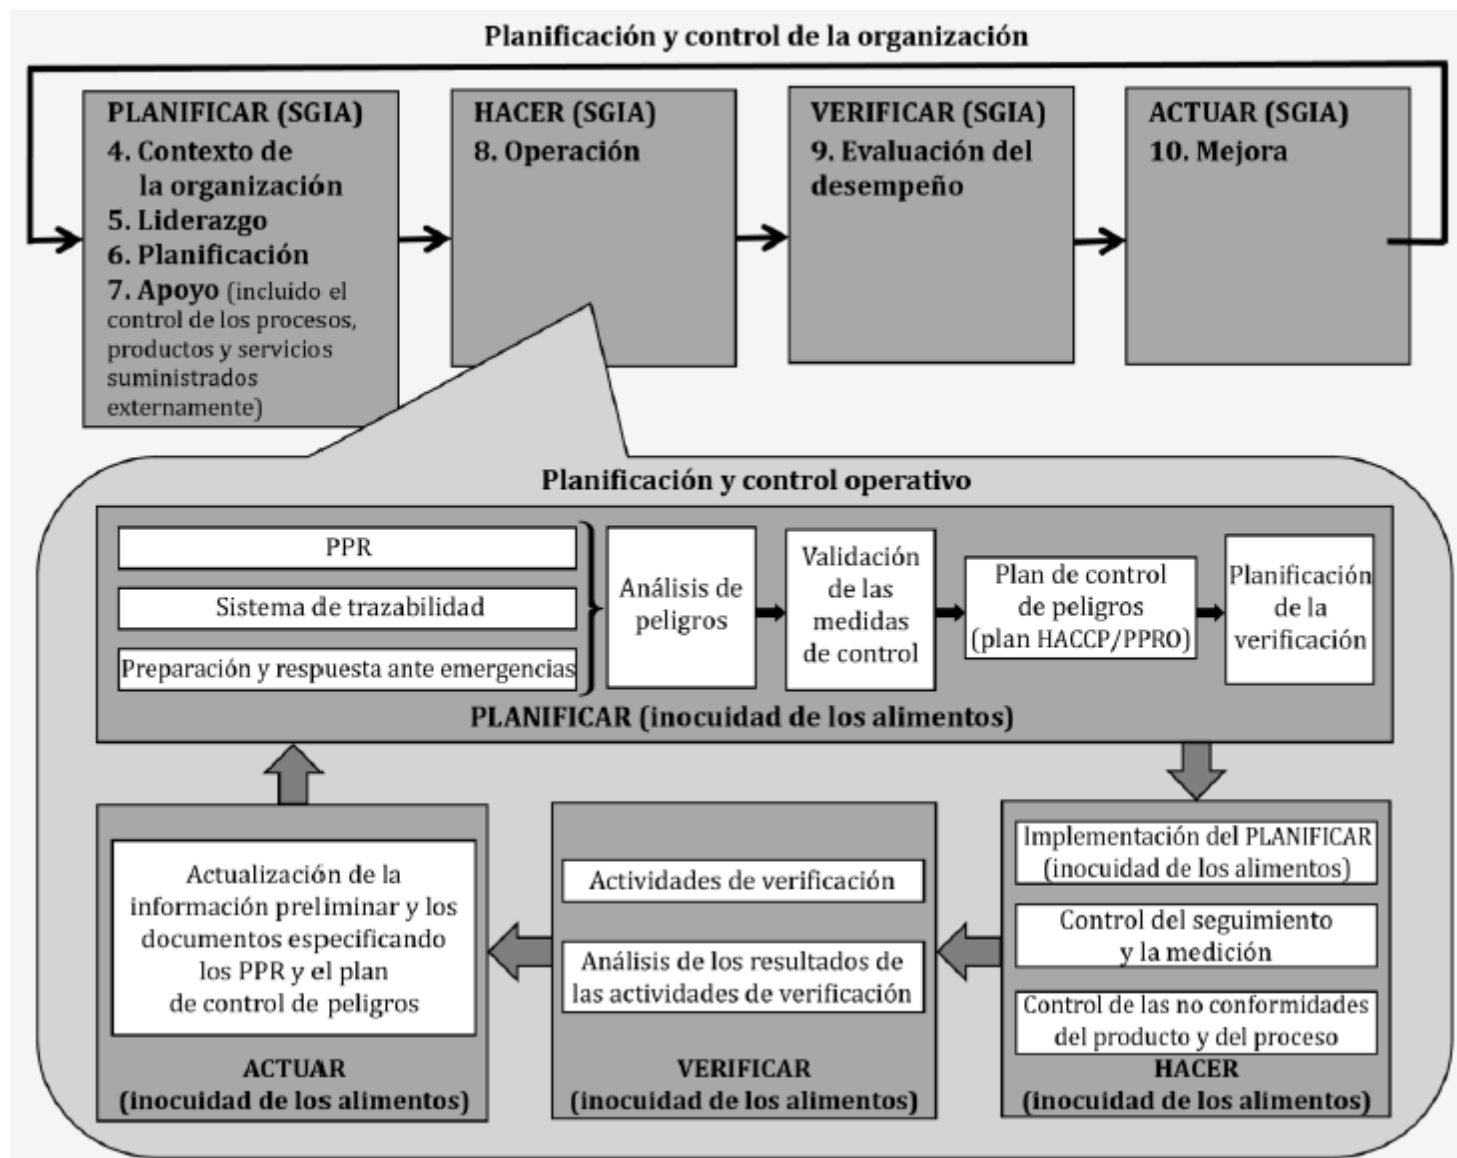 Planificación y control de la organización
PLANIFICAR (SGIA)
4. Contexto de
la organización
5. Liderazgo
6. Planificación
7. Apoyo (incluido el
control de los procesos,
productos y servicios
suministrados
externamente)
HACER (SGIA)
8. Operación
VERIFICAR (SGIA)
9. Evaluación del
desempeño
ACTUAR (SGIA)
10. Mejora
Planificación y control operativo
PPR
Sistema de trazabilidad
Preparación y respuesta ante emergencias
Análisis de
peligros
Validación
de las
medidas
de control
Plan de control
de peligros
(plan HACCP/PPRO)
Planificación
de la
verificación
PLANIFICAR (inocuidad de los alimentos)
Actualización de la
información preliminar y los
documentos especificando
los PPR y el plan
de control de peligros
ACTUAR
(inocuidad de los alimentos)
Actividades de verificación
Análisis de los resultados de
las actividades de verificación
VERIFICAR
(inocuidad de los alimentos)
Implementación del PLANIFICAR
(inocuidad de los alimentos)
Control del seguimiento
y la medición
Control de las no conformidades
del producto y del proceso
HACER
(inocuidad de los alimentos)